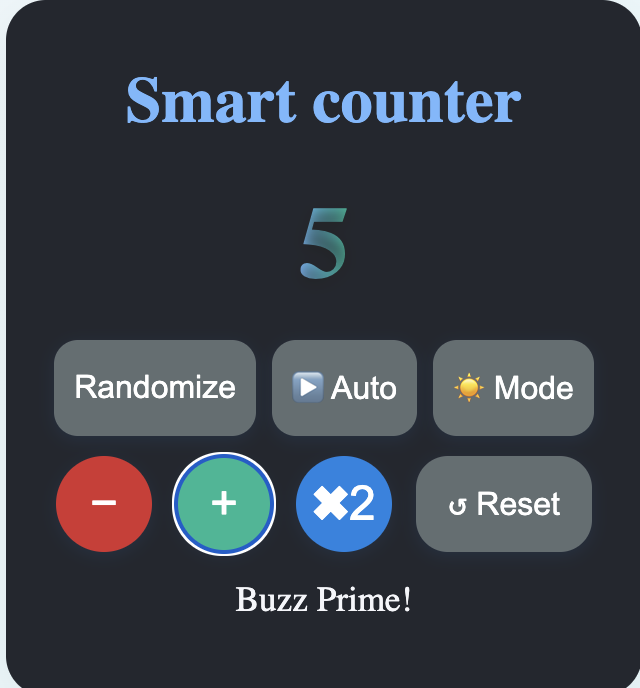 Smart counter
5
Randomize ▶️ Auto ☀️ Mode
− + ✖2 ↺ Reset
Buzz Prime!